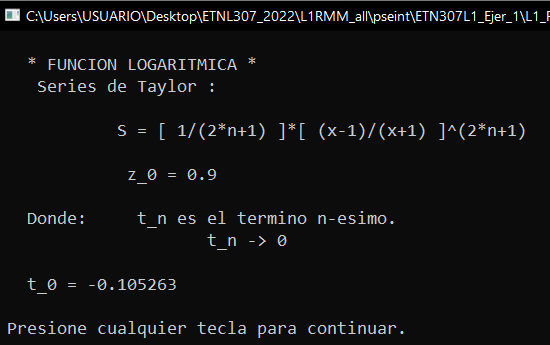 C:\Users\USUARIO\Desktop\ETNL307_2022\L1RMM_all\pseint\ETN307L1_Ejer_1\L1_
* FUNCION LOGARITMICA *
Series de Taylor :
S = [ 1/(2*n+1) ]*[ (x-1)/(x+1) ]^(2*n+1)
z_0 = 0.9
Donde: t_n es el termino n-esimo.
t_n -> 0
t_0 = -0.105263
Presione cualquier tecla para continuar.